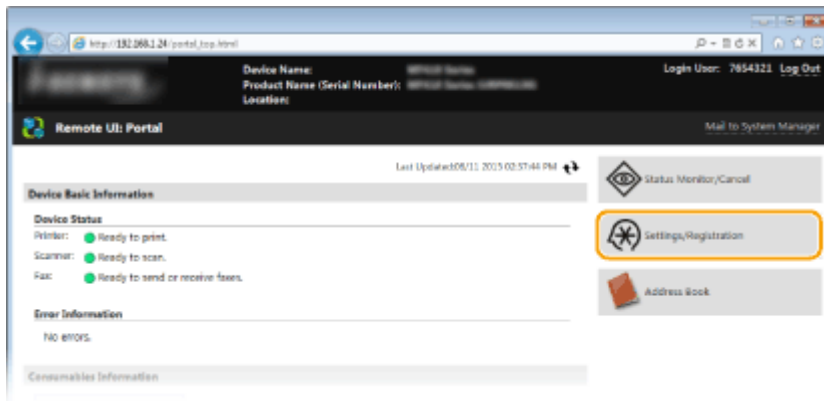 http://192.168.1.24/portal_top.html
Device Name:
Login User: 7654321 Log Out
Product Name (Serial Number):
Location:
Remote UI: Portal
Mail to System Manager
Last Updated:08/11 2015 02:57:44 PM
Device Basic Information
Device Status
Printer: Ready to print.
Scanner: Ready to scan.
Fax: Ready to send or receive faxes.
Error Information
No errors.
Consumables Information
Status Monitor/Cancel
Settings/Registration
Address Book